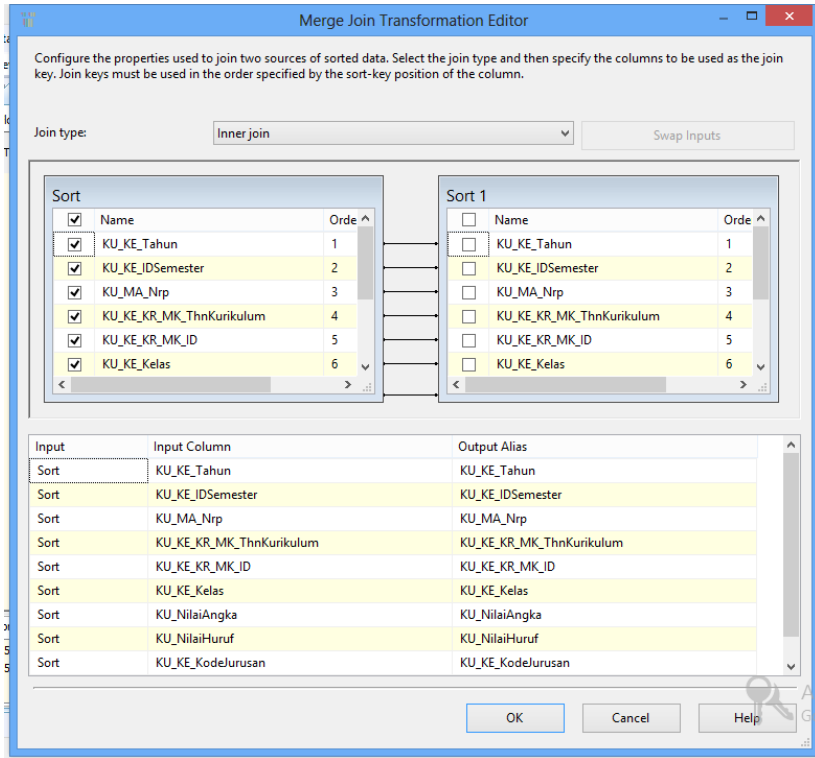 Merge Join Transformation Editor
Configure the properties used to join two sources of sorted data. Select the join type and then specify the columns to be used as the join
key. Join keys must be used in the order specified by the sort-key position of the column.
Join type: Inner join Swap Inputs
Sort Sort 1
Name Orde Name Orde
KU_KE_Tahun 1 KU_KE_Tahun 1
KU_KE_IDSemester 2 KU_KE_IDSemester 2
KU_MA_Nrp 3 KU_MA_Nrp 3
KU_KE_KR_MK_ThnKurikulum 4 KU_KE_KR_MK_ThnKurikulum 4
KU_KE_KR_MK_ID 5 KU_KE_KR_MK_ID 5
KU_KE_Kelas 6 KU_KE_Kelas 6
Input Input Column Output Alias
Sort KU_KE_Tahun KU_KE_Tahun
Sort KU_KE_IDSemester KU_KE_IDSemester
Sort KU_MA_Nrp KU_MA_Nrp
Sort KU_KE_KR_MK_ThnKurikulum KU_KE_KR_MK_ThnKurikulum
Sort KU_KE_KR_MK_ID KU_KE_KR_MK_ID
Sort KU_KE_Kelas KU_KE_Kelas
Sort KU_NilaiAngka KU_NilaiAngka
Sort KU_NilaiHuruf KU_NilaiHuruf
Sort KU_KE_KodeJurusan KU_KE_KodeJurusan
OK Cancel Help